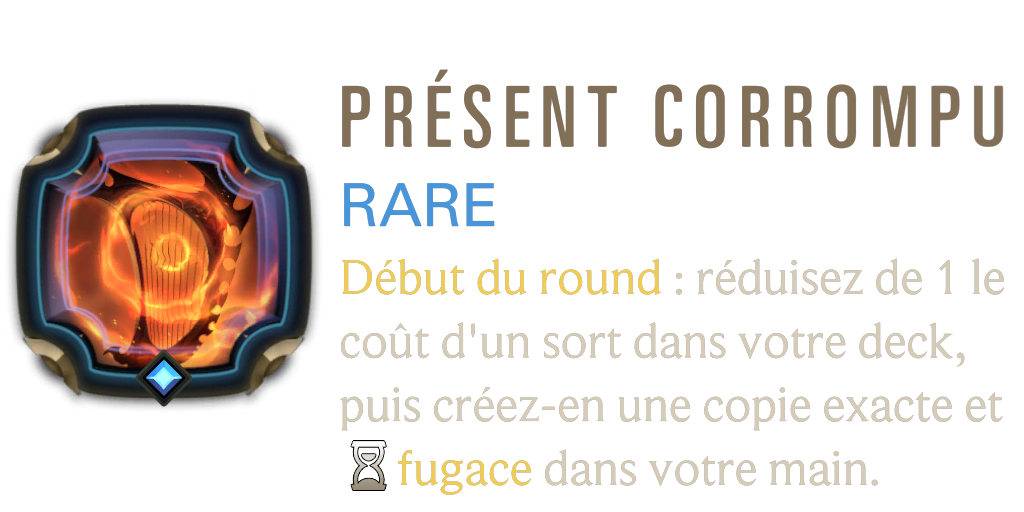 PRÉSENT CORROMPU
RARE
Début du round : réduisez de 1 le
coût d'un sort dans votre deck,
puis créez-en une copie exacte et
fugace dans votre main.